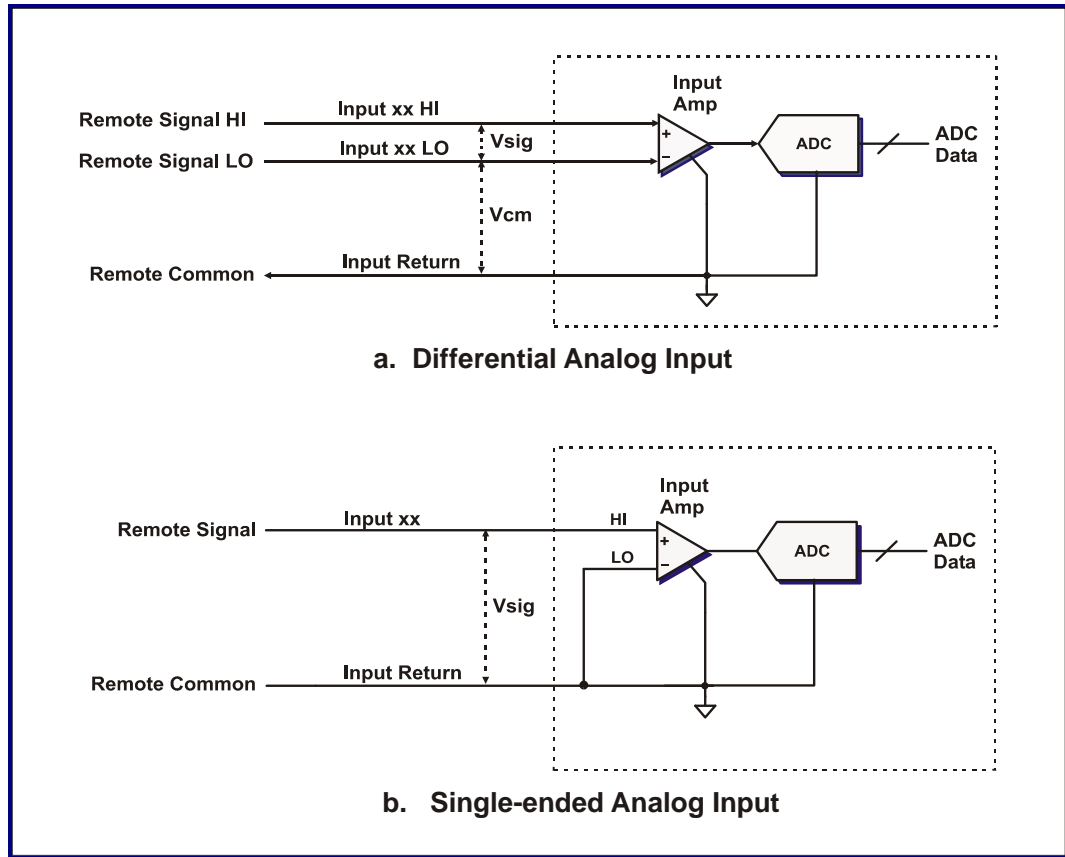 Input
Amp
Remote Signal HI
Input xx HI
+
Vsig
ADC
ADC
Data
Remote Signal LO
Input xx LO
−
Vcm
Remote Common
Input Return
a. Differential Analog Input
Input
Amp
Remote Signal
Input xx
HI
+
LO
−
ADC
ADC
Data
Vsig
Remote Common
Input Return
b. Single-ended Analog Input